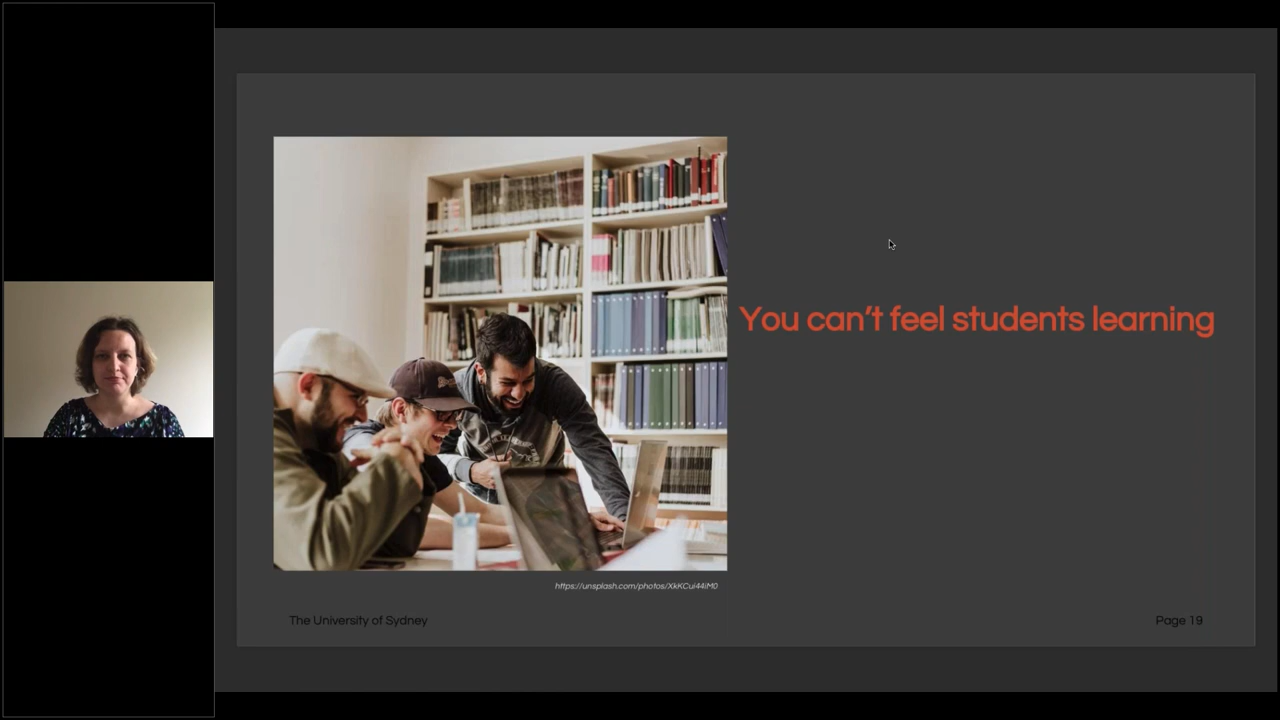 You can't feel students learning
https://unsplash.com/photos/XkKCui44iM0
The University of Sydney
Page 19